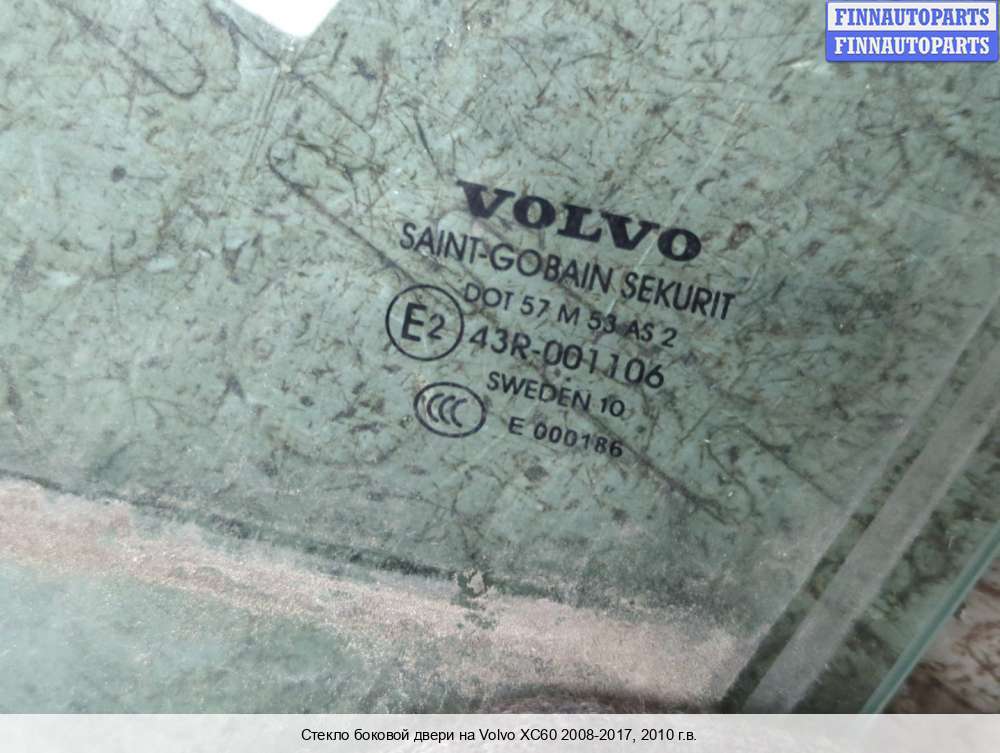 FINNAUTOPARTS
FINNAUTOPARTS
VOLVO
SAINT-GOBAIN SEKURIT
DOT 57 M 53 AS 2
E2 43R-001106
SWEDEN 10
CCC E 000186
Стекло боковой двери на Volvo XC60 2008-2017, 2010 г.в.